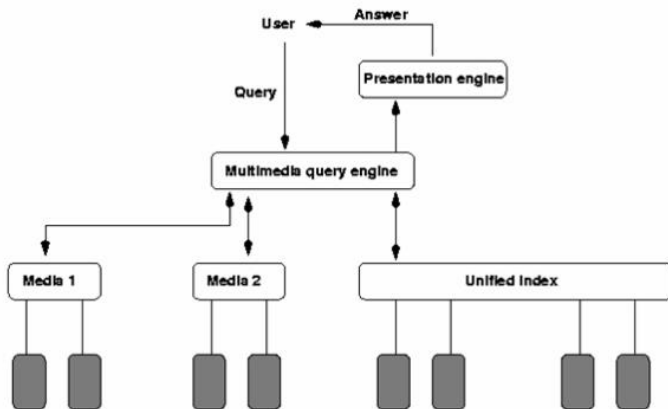 User
Answer
Presentation engine
Query
Multimedia query engine
Media 1
Media 2
Unified index